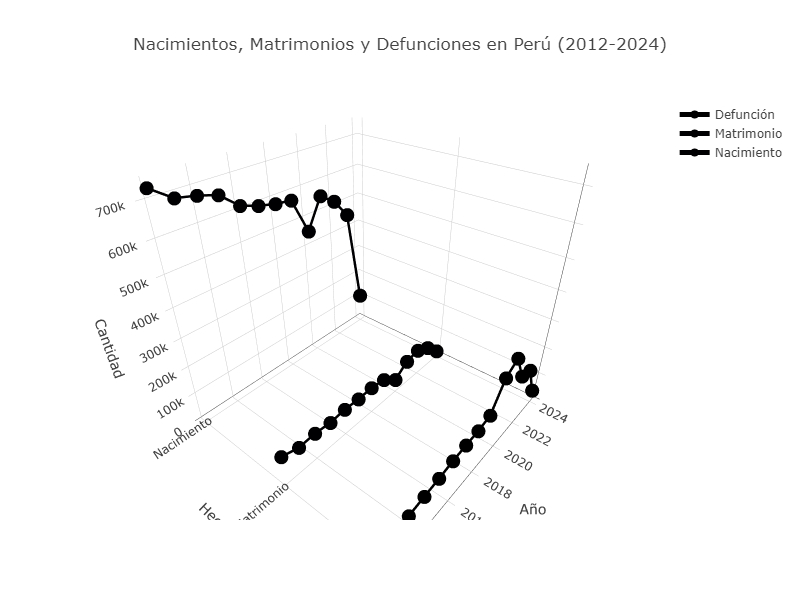 Nacimientos, Matrimonios y Defunciones en Perú (2012-2024)
Defunción
Matrimonio
Nacimiento
700k
600k
500k
400k
300k
200k
100k
0
Cantidad
Nacimiento
2024
2022
2020
2018
Año